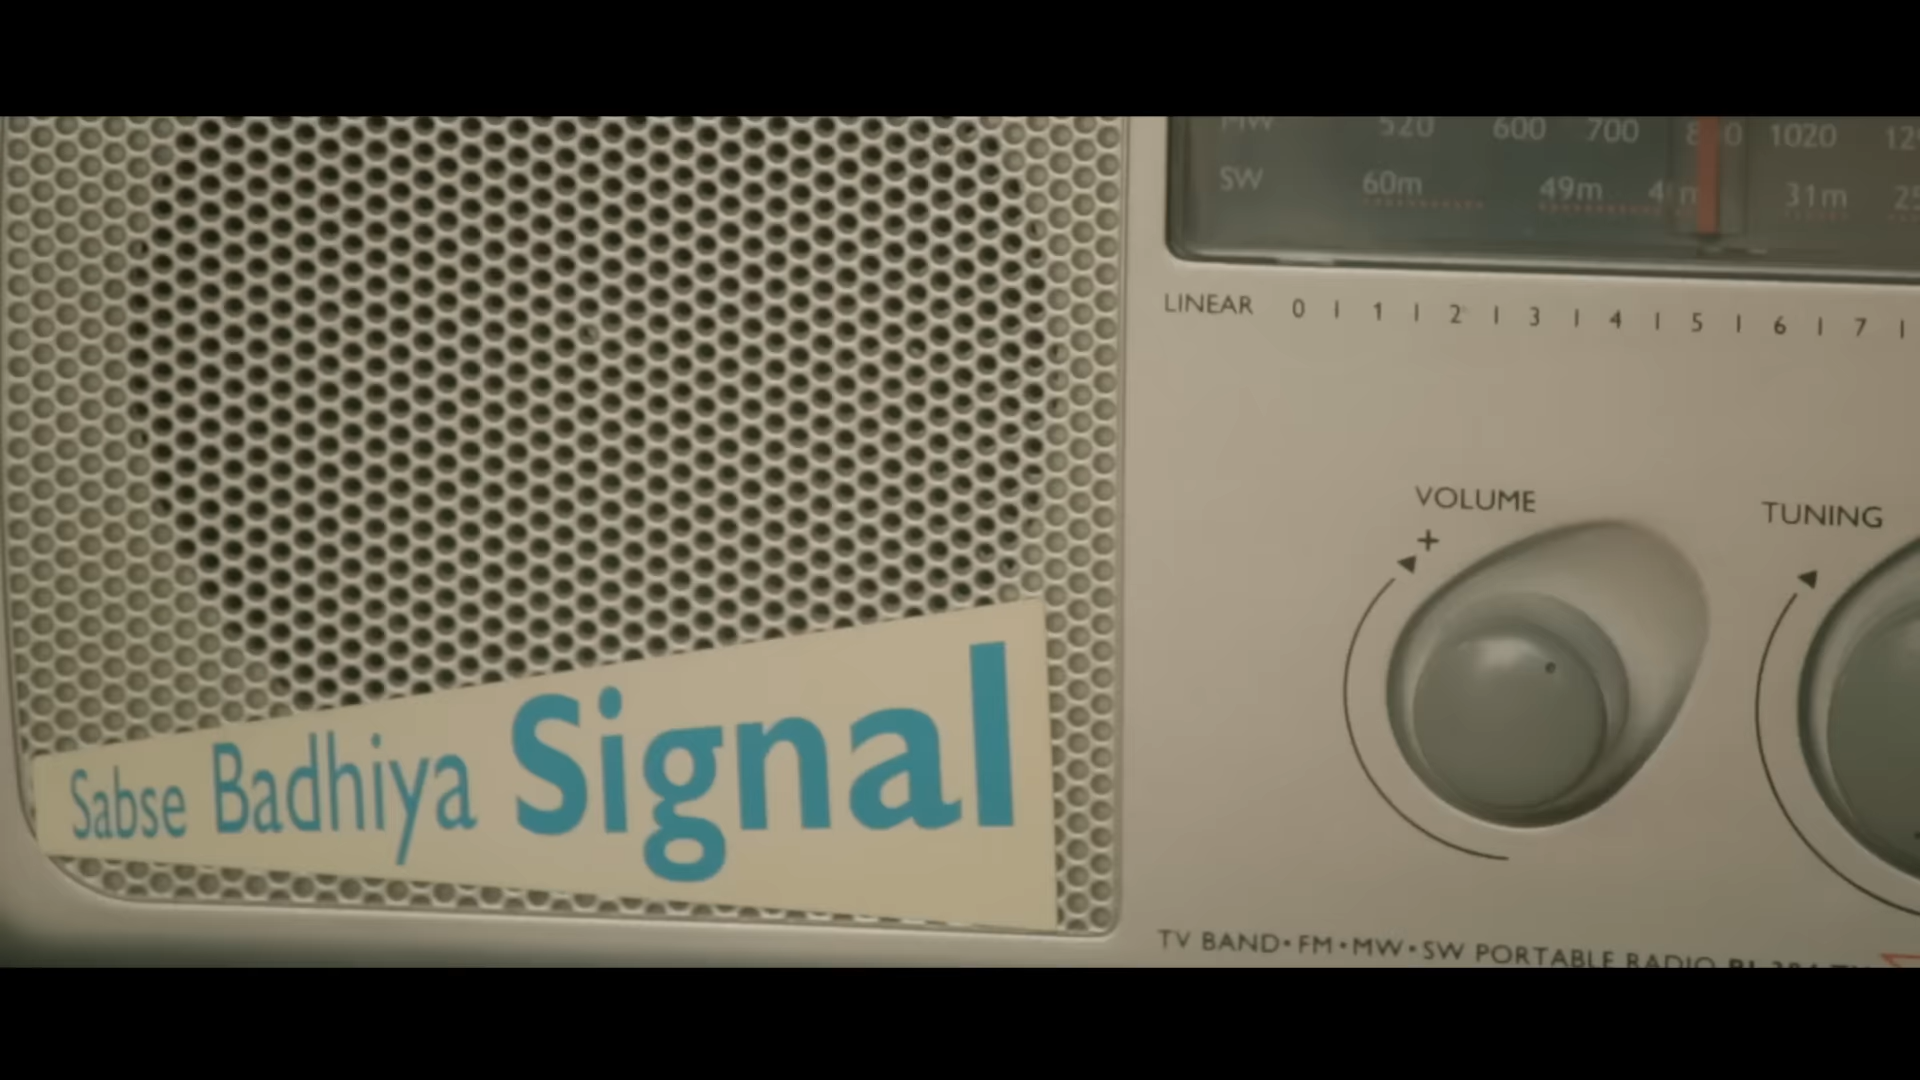 MW 520 600 700 1020
SW 60m 49m 31m 25
LINEAR 0 1 2 3 4 5 6 7
VOLUME
+
TUNING
Sabse Badhiya Signal
TV BAND•FM•MW•SW PORTABLE RADIO